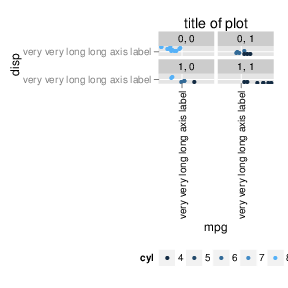 title of plot
0, 0
0, 1
very very long long axis label
disp
1, 0
1, 1
very very long long axis label
very very long long axis label
very very long long axis label
mpg
cyl
4
5
6
7
8